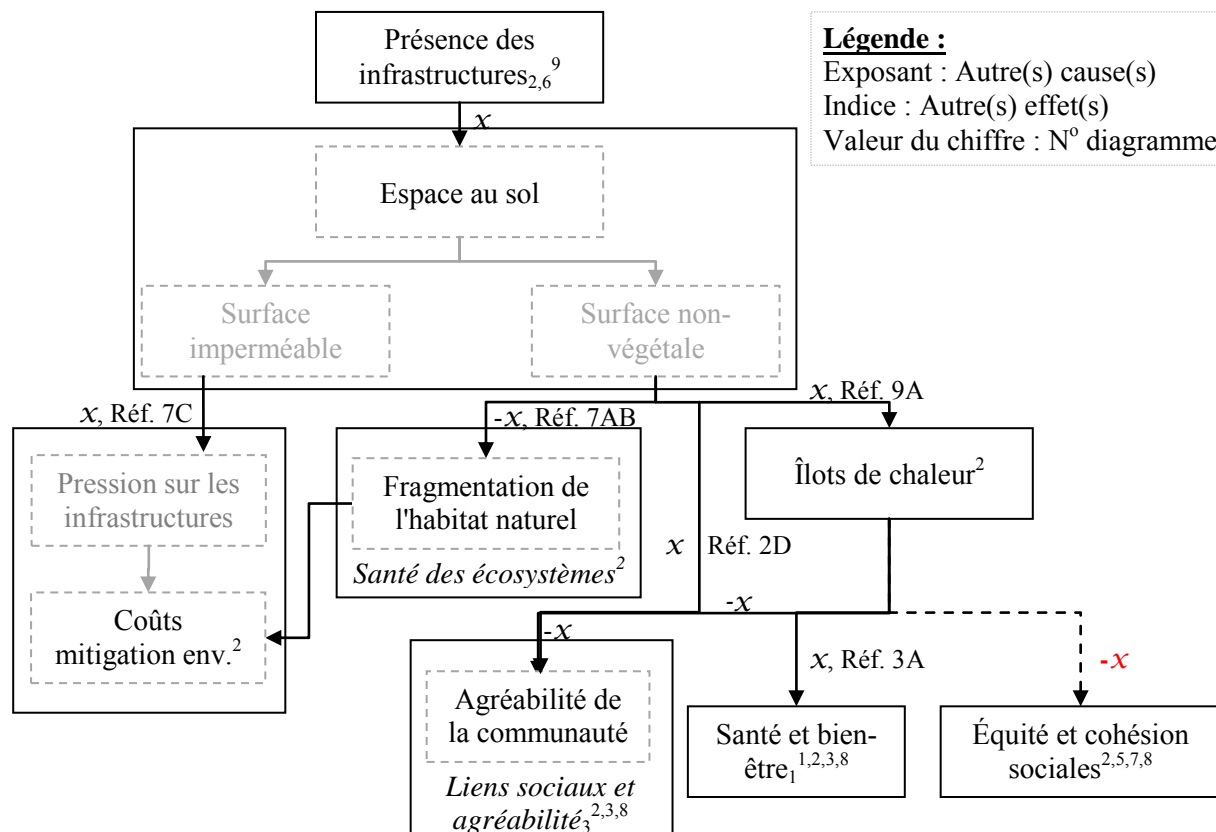 Présence des
infrastructures2,6 9
Légende :
Exposant : Autre(s) cause(s)
Indice : Autre(s) effet(s)
Valeur du chiffre : No diagramme
x
Espace au sol
Surface
imperméable
Surface non-
végétale
x, Réf. 7C
-x, Réf. 7AB
x, Réf. 9A
Pression sur les
infrastructures
Fragmentation de
l'habitat naturel
Îlots de chaleur2
x Réf. 2D
Santé des écosystèmes2
Coûts
mitigation env.2
-x
-x
x, Réf. 3A
-x
Agréabilité de
la communauté
Santé et bien-
être1 1,2,3,8
Équité et cohésion
sociales2,5,7,8
Liens sociaux et
agréabilité3 2,3,8